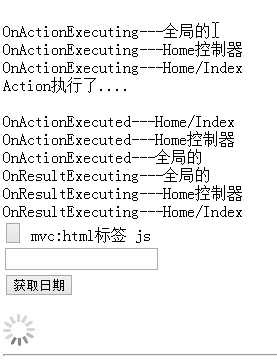 OnActionExecuting---全局的
OnActionExecuting---Home控制器
OnActionExecuting---Home/Index
Action执行了....
OnActionExecuted---Home/Index
OnActionExecuted---Home控制器
OnActionExecuted---全局的
OnResultExecuting---全局的
OnResultExecuting---Home控制器
OnResultExecuting---Home/Index
mvc:html标签 js
获取日期